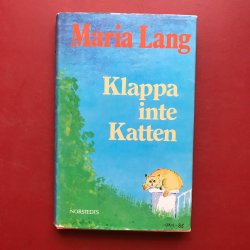 Maria Lang
Klappa
inte
Katten
NORSTEDTS